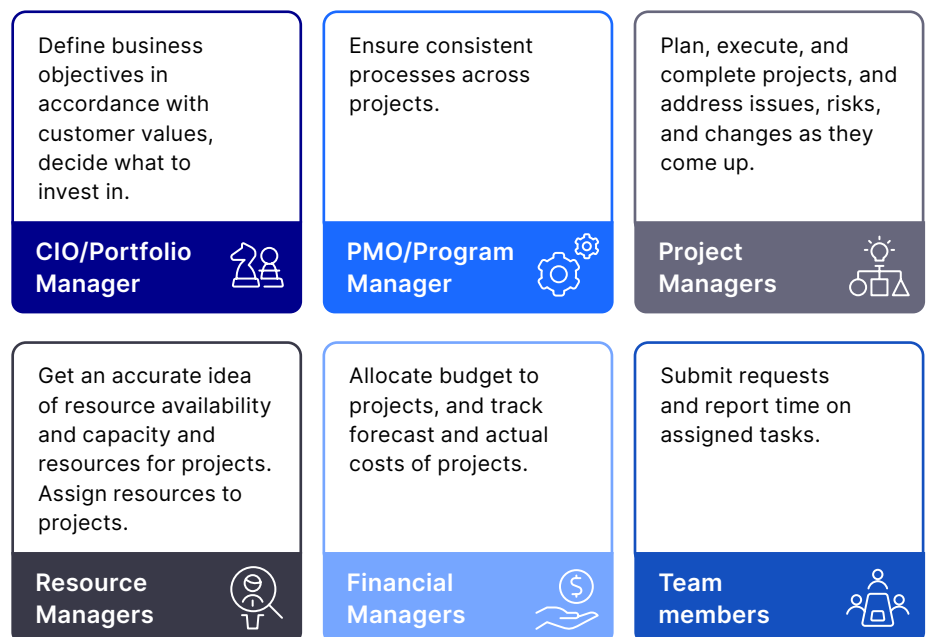 Define business
objectives in
accordance with
customer values,
decide what to
invest in.
CIO/Portfolio
Manager
Ensure consistent
processes across
projects.
PMO/Program
Manager
Plan, execute, and
complete projects, and
address issues, risks,
and changes as they
come up.
Project
Managers
Get an accurate idea
of resource availability
and capacity and
resources for projects.
Assign resources to
projects.
Resource
Managers
Allocate budget to
projects, and track
forecast and actual
costs of projects.
Financial
Managers
$
Submit requests
and report time on
assigned tasks.
Team
members